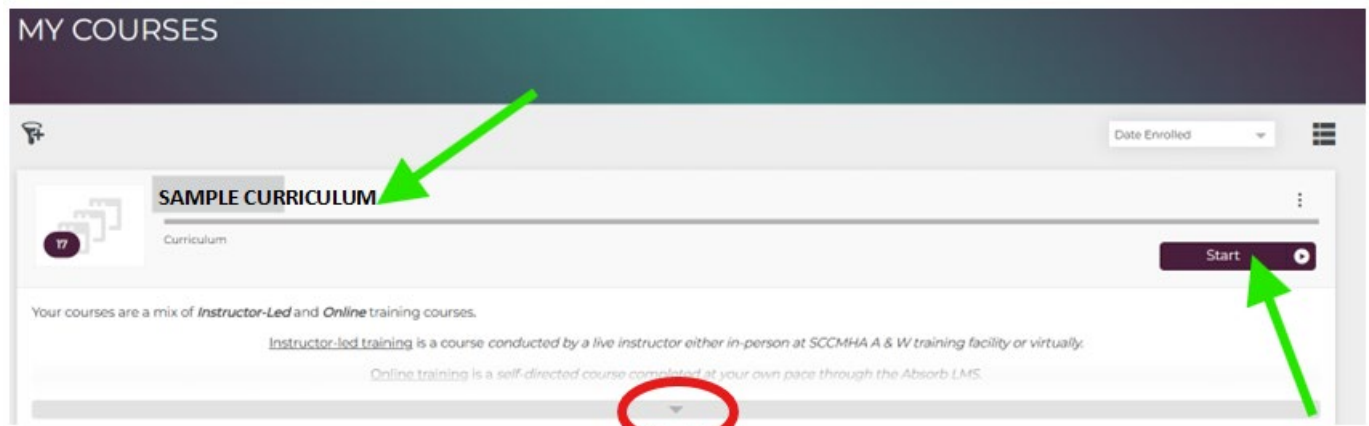 MY COURSES
Date Enrolled
SAMPLE CURRICULUM
17
Curriculum
Start
Your courses are a mix of Instructor-Led and Online training courses.
Instructor-led training is a course conducted by a live instructor either in-person at SCCMHA A & W training facility or virtually.
Online training is a self-directed course completed at your own pace through the Absorb LMS.